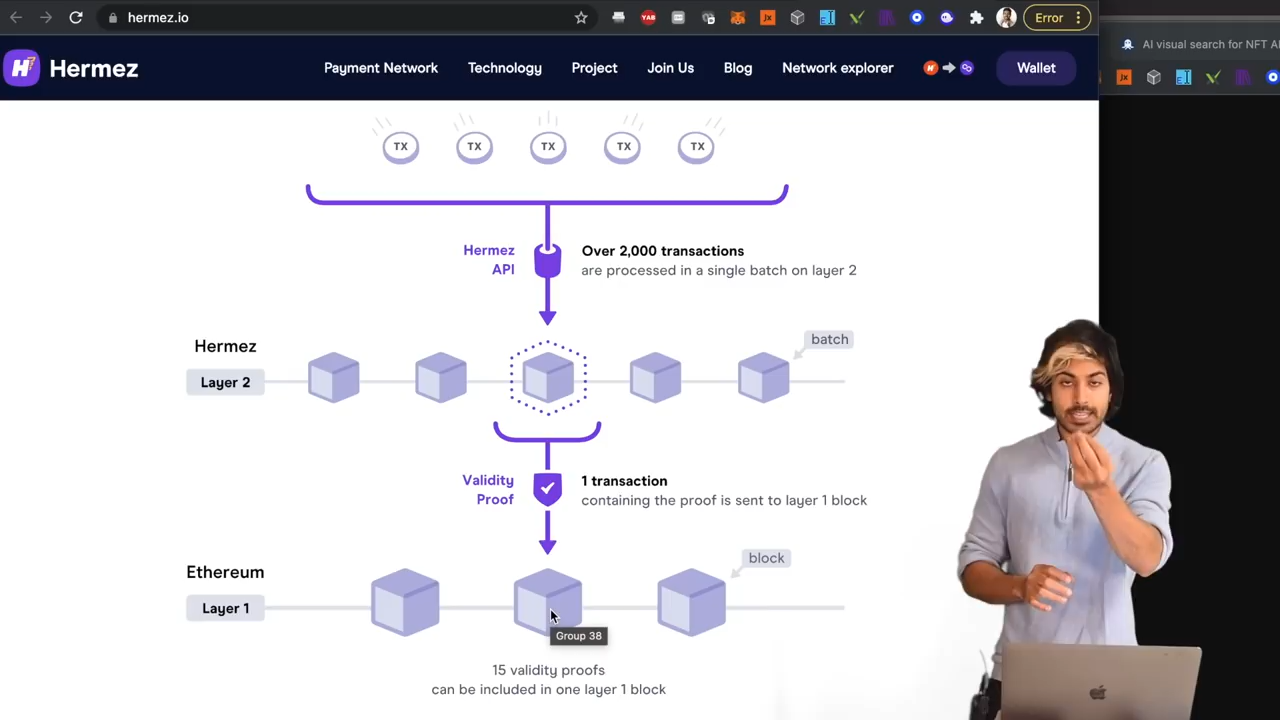 hermez.io
YAB
Error
AI visual search for NFT AI
Hermez
Payment Network
Technology
Project
Join Us
Blog
Network explorer
Wallet
TX
TX
TX
TX
TX
Hermez
API
Over 2,000 transactions
are processed in a single batch on layer 2
Hermez
Layer 2
batch
Validity
Proof
1 transaction
containing the proof is sent to layer 1 block
Ethereum
Layer 1
block
Group 38
15 validity proofs
can be included in one layer 1 block